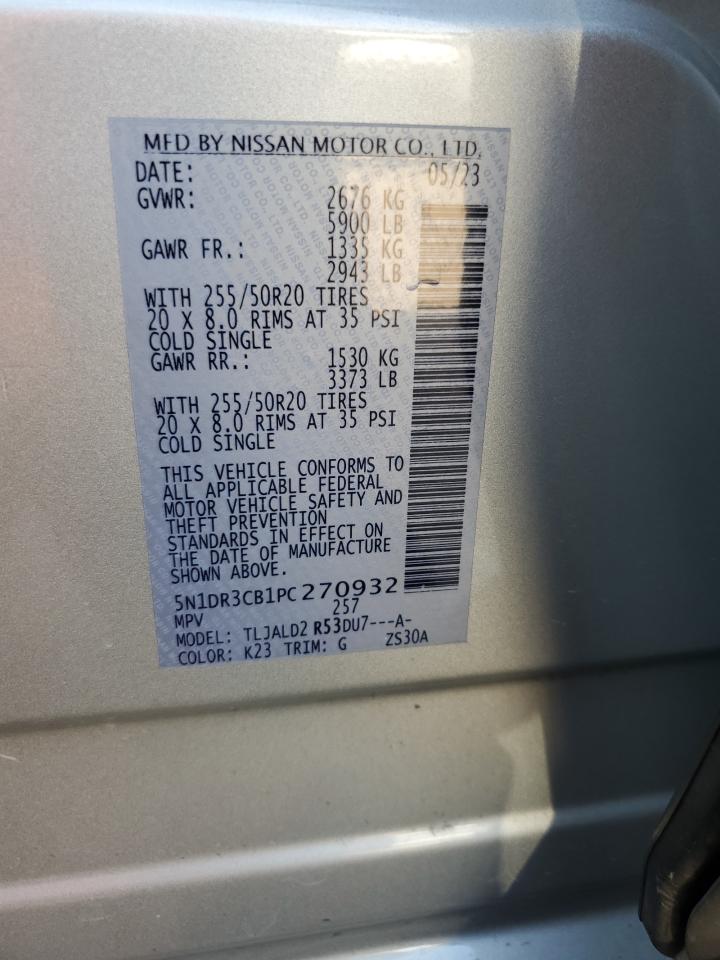 MFD BY NISSAN MOTOR CO., LTD.
DATE: 05/23
GVWR: 2676 KG
5900 LB
GAWR FR.: 1335 KG
2943 LB
WITH 255/50R20 TIRES
20 X 8.0 RIMS AT 35 PSI
COLD SINGLE
GAWR RR.: 1530 KG
3373 LB
WITH 255/50R20 TIRES
20 X 8.0 RIMS AT 35 PSI
COLD SINGLE
THIS VEHICLE CONFORMS TO
ALL APPLICABLE FEDERAL
MOTOR VEHICLE SAFETY AND
THEFT PREVENTION
STANDARDS IN EFFECT ON
THE DATE OF MANUFACTURE
SHOWN ABOVE.
5N1DR3CB1PC270932
MPV 257
MODEL: TLJALD2 R53DU7---A-
COLOR: K23 TRIM: G ZS30A